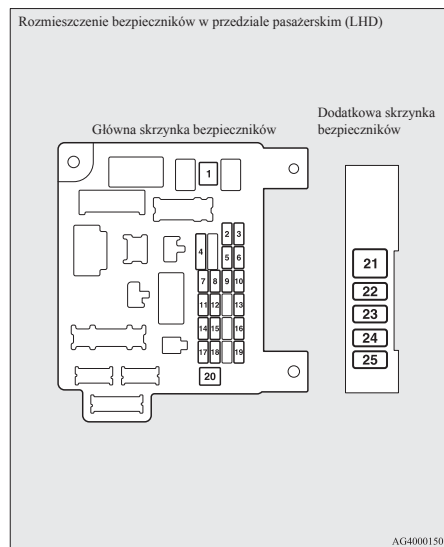 Rozmieszczenie bezpieczników w przedziale pasażerskim (LHD)
Dodatkowa skrzynka
bezpieczników
Główna skrzynka bezpieczników
1
2 3
4
5 6
7 8 9 10
11 12 13
14 15 16
17 18 19
20
21
22
23
24
25
AG4000150